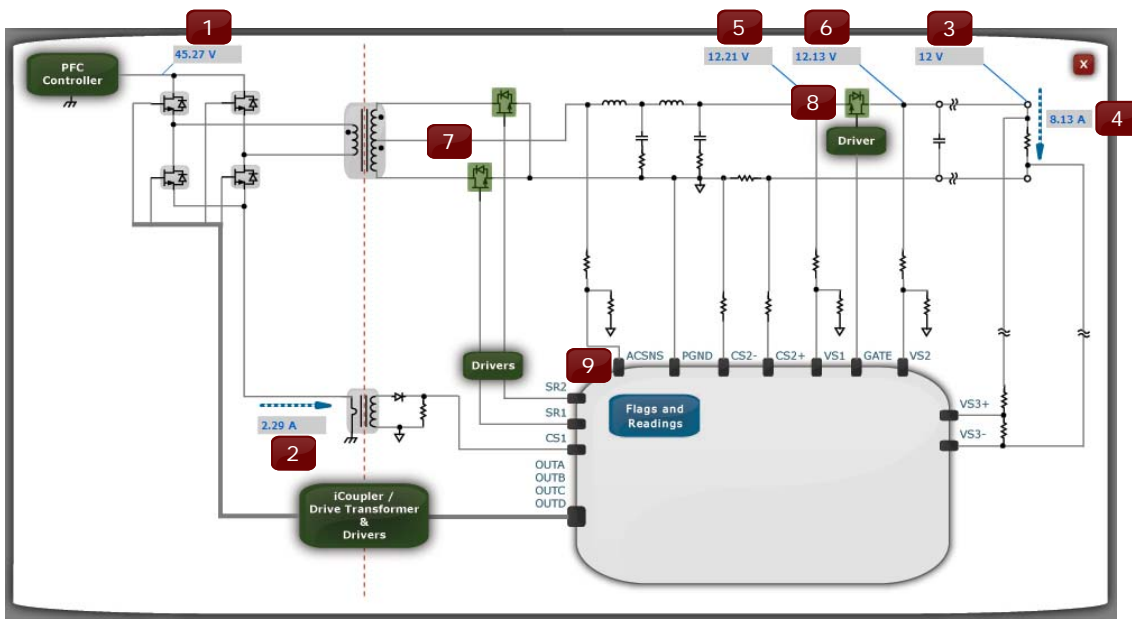 1
5
6
3
45.27 V
12.21 V
12.13 V
12 V
PFC
Controller
X
8
8.13 A
4
7
Driver
ACSNS
PGND
CS2-
CS2+
VS1
GATE
VS2
Drivers
9
SR2
SR1
CS1
OUTA
OUTB
OUTC
OUTD
Flags and
Readings
VS3+
VS3-
2.29 A
2
iCoupler /
Drive Transformer
&
Drivers